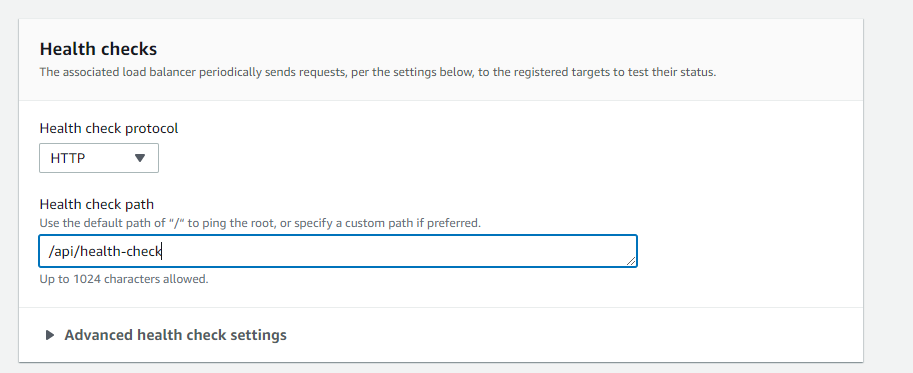 Health checks
The associated load balancer periodically sends requests, per the settings below, to the registered targets to test their status.
Health check protocol
HTTP
Health check path
Use the default path of "/" to ping the root, or specify a custom path if preferred.
/api/health-check
Up to 1024 characters allowed.
Advanced health check settings